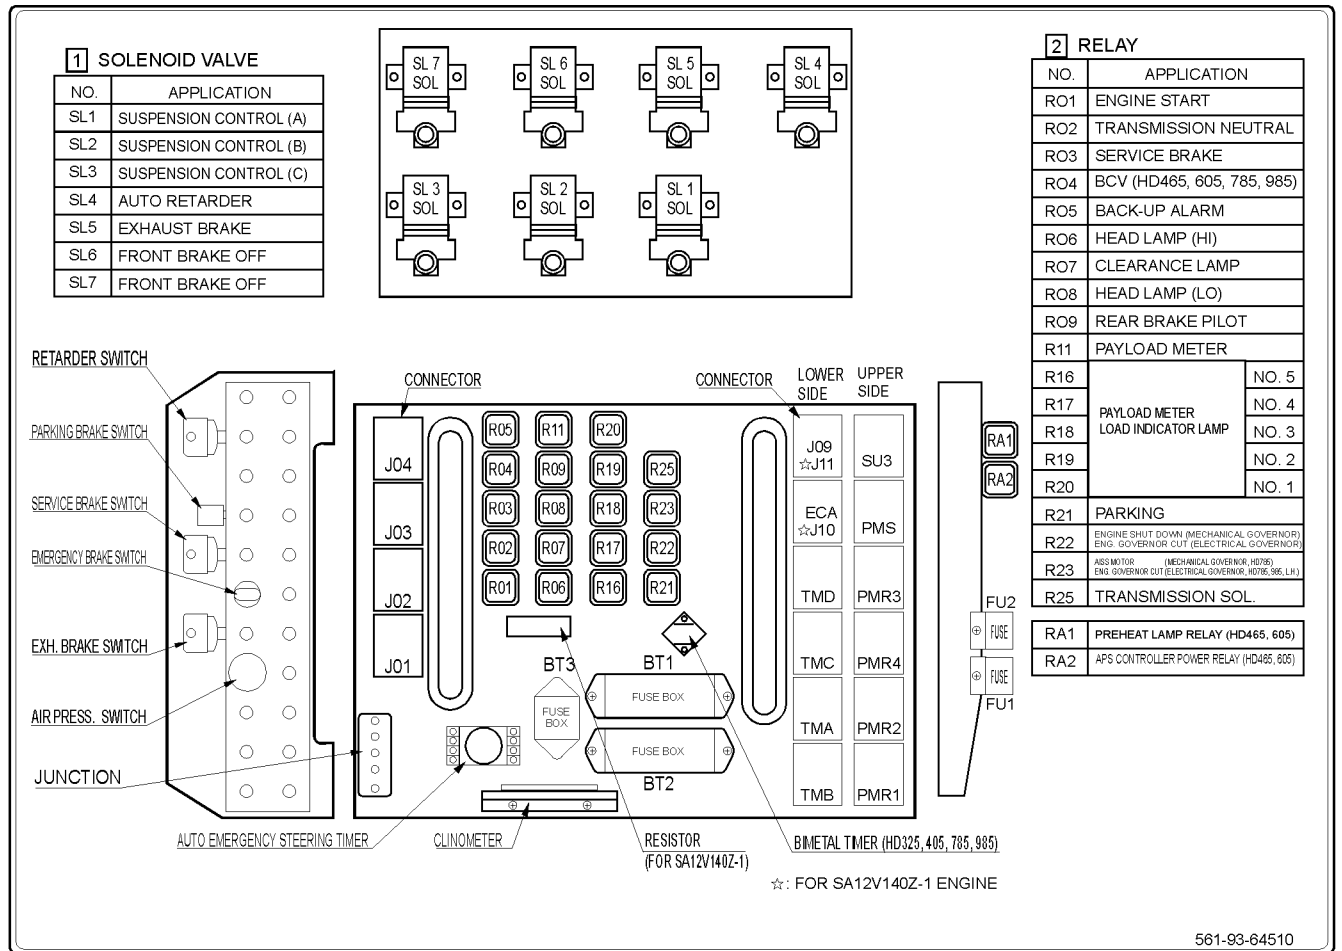 1 SOLENOID VALVE
NO. APPLICATION
SL1 SUSPENSION CONTROL (A)
SL2 SUSPENSION CONTROL (B)
SL3 SUSPENSION CONTROL (C)
SL4 AUTO RETARDER
SL5 EXHAUST BRAKE
SL6 FRONT BRAKE OFF
SL7 FRONT BRAKE OFF
SL 7 SOL
SL 6 SOL
SL 5 SOL
SL 4 SOL
SL 3 SOL
SL 2 SOL
SL 1 SOL
2 RELAY
NO. APPLICATION
RO1 ENGINE START
RO2 TRANSMISSION NEUTRAL
RO3 SERVICE BRAKE
RO4 BCV (HD465, 605, 785, 985)
RO5 BACK-UP ALARM
RO6 HEAD LAMP (HI)
RO7 CLEARANCE LAMP
RO8 HEAD LAMP (LO)
RO9 REAR BRAKE PILOT
R11 PAYLOAD METER
R16 NO. 5
R17 NO. 4
PAYLOAD METER
LOAD INDICATOR LAMP
R18 NO. 3
R19 NO. 2
R20 NO. 1
R21 PARKING
R22 ENGINE SHUT DOWN (MECHANICAL GOVERNOR)
ENG. GOVERNOR CUT (ELECTRICAL GOVERNOR)
R23 AISS MOTOR (MECHANICAL GOVERNOR, HD785)
ENG. GOVERNOR CUT (ELECTRICAL GOVERNOR, HD785, 985, L.H.)
R25 TRANSMISSION SOL.
RA1 PREHEAT LAMP RELAY (HD465, 605)
RA2 APS CONTROLLER POWER RELAY (HD465, 605)
RETARDER SWITCH
PARKING BRAKE SWITCH
SERVICE BRAKE SWITCH
EMERGENCY BRAKE SWITCH
EXH. BRAKE SWITCH
AIR PRESS. SWITCH
JUNCTION
CONNECTOR
J04
J03
J02
J01
R05 R11 R20
R04 R09 R19 R25
R03 R08 R18 R23
R02 R07 R17 R22
R01 R06 R16 R21
CONNECTOR
LOWER SIDE
UPPER SIDE
J09
☆J11
SU3
ECA
☆J10
PMS
TMD PMR3
TMC PMR4
TMA PMR2
TMB PMR1
BT3
FUSE BOX
BT1
FUSE BOX
FUSE BOX
BT2
RA1
RA2
FU2
FUSE
FUSE
FU1
AUTO EMERGENCY STEERING TIMER
CLINOMETER
RESISTOR
(FOR SA12V140Z-1)
BIMETAL TIMER (HD325, 405, 785, 985)
☆: FOR SA12V140Z-1 ENGINE
561-93-64510